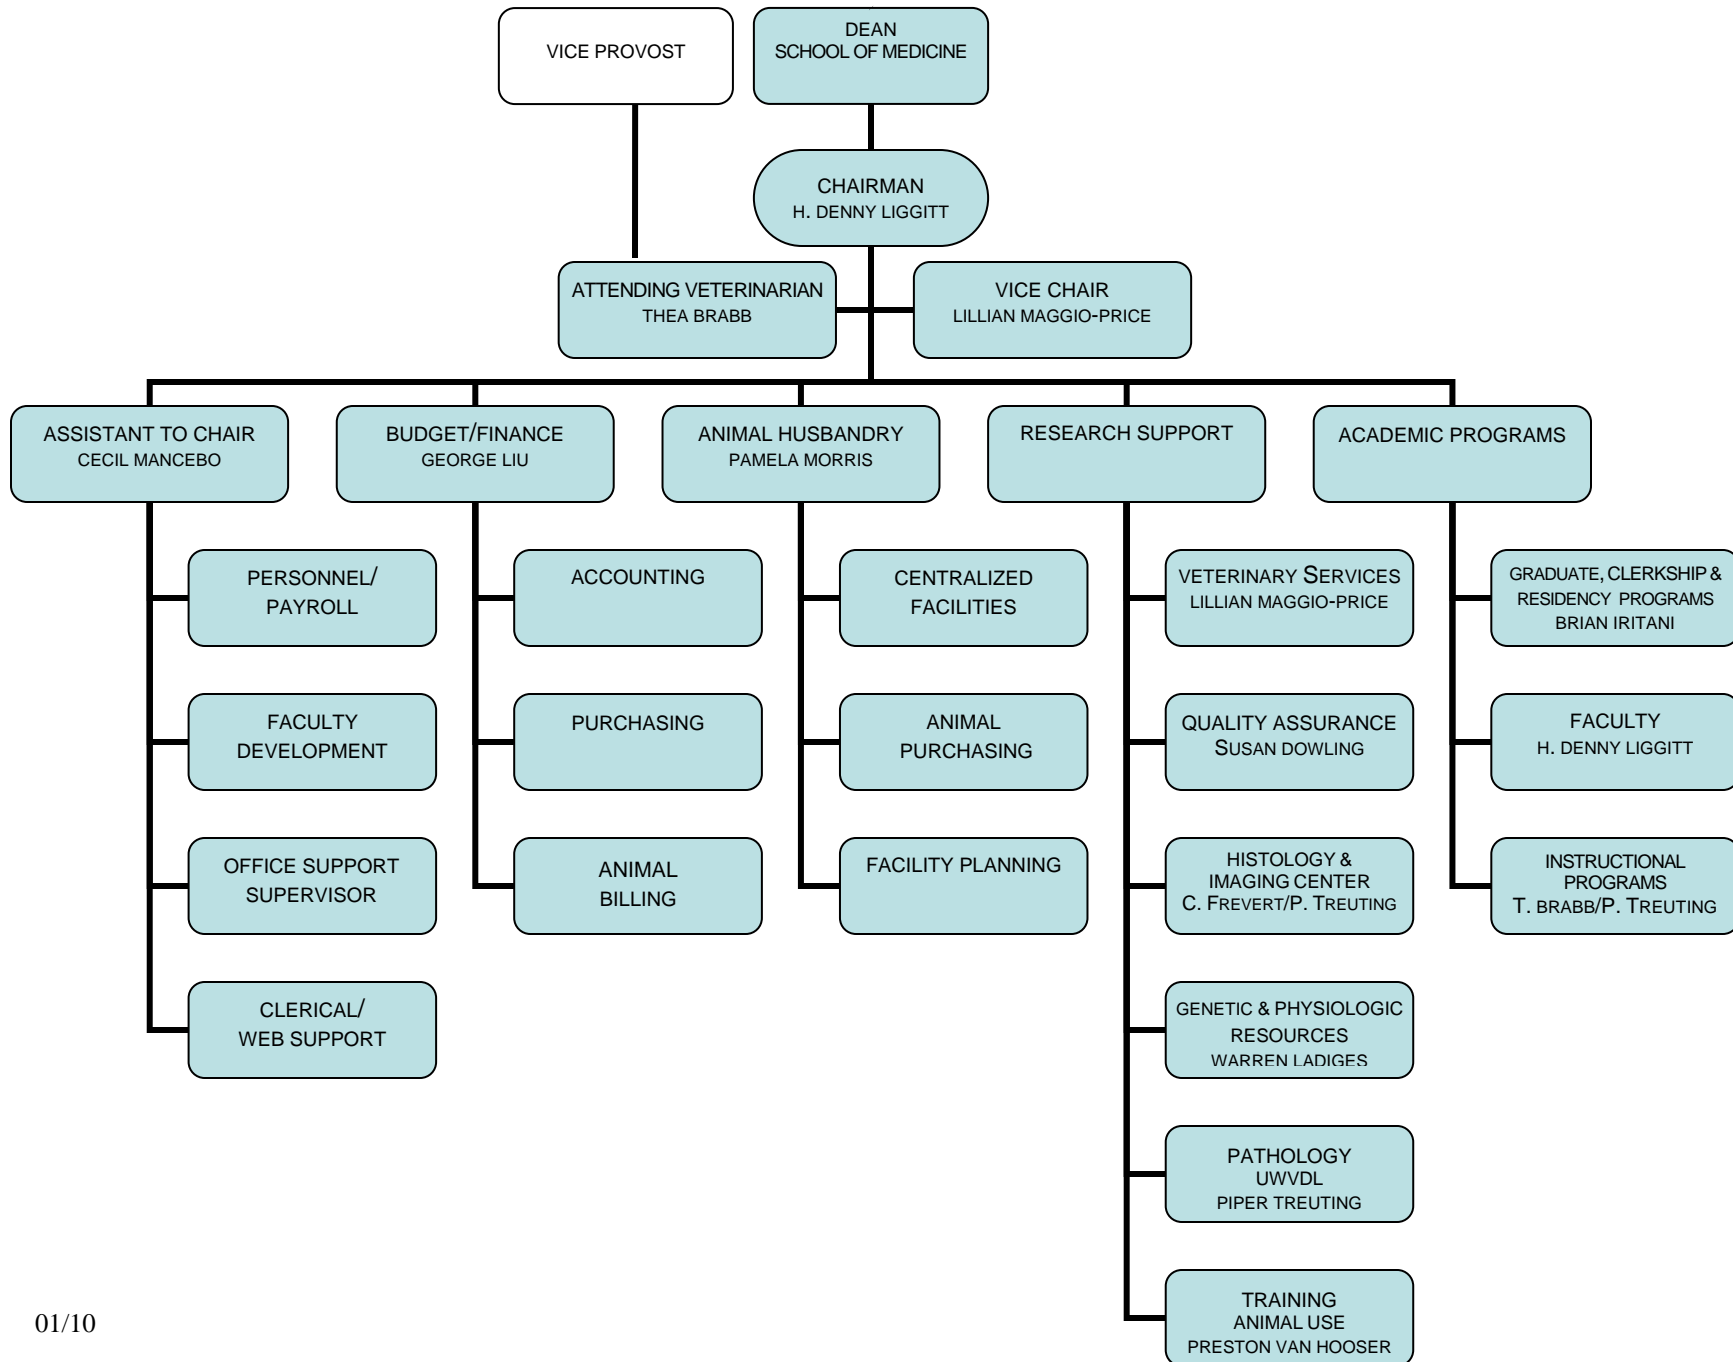 VICE PROVOST
DEAN
SCHOOL OF MEDICINE
CHAIRMAN
H. DENNY LIGGITT
ATTENDING VETERINARIAN
THEA BRABB
VICE CHAIR
LILLIAN MAGGIO-PRICE
ASSISTANT TO CHAIR
CECIL MANCEBO
BUDGET/FINANCE
GEORGE LIU
ANIMAL HUSBANDRY
PAMELA MORRIS
RESEARCH SUPPORT
ACADEMIC PROGRAMS
PERSONNEL/
PAYROLL
FACULTY
DEVELOPMENT
OFFICE SUPPORT
SUPERVISOR
CLERICAL/
WEB SUPPORT
ACCOUNTING
PURCHASING
ANIMAL
BILLING
CENTRALIZED
FACILITIES
ANIMAL
PURCHASING
FACILITY PLANNING
VETERINARY SERVICES
LILLIAN MAGGIO-PRICE
QUALITY ASSURANCE
SUSAN DOWLING
HISTOLOGY &
IMAGING CENTER
C. FREVERT/P. TREUTING
GENETIC & PHYSIOLOGIC
RESOURCES
WARREN LADIGES
PATHOLOGY
UWVDL
PIPER TREUTING
TRAINING
ANIMAL USE
PRESTON VAN HOOSER
GRADUATE, CLERKSHIP &
RESIDENCY PROGRAMS
BRIAN IRITANI
FACULTY
H. DENNY LIGGITT
INSTRUCTIONAL
PROGRAMS
T. BRABB/P. TREUTING
01/10